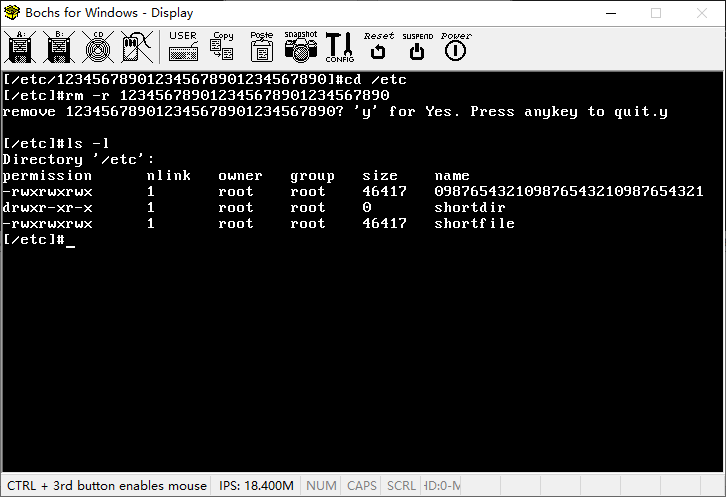 Bochs for Windows - Display
A: B: CD USER Copy Paste Snapshot CONFIG Reset SUSPEND Power
[/etc/123456789012345678901234567890]#cd /etc
[/etc]#rm -r 123456789012345678901234567890
remove 123456789012345678901234567890? 'y' for Yes. Press anykey to quit.y
[/etc]#ls -l
Directory '/etc':
permission nlink owner group size name
-rwxrwxrwx 1 root root 46417 098765432109876543210987654321
drwxr-xr-x 1 root root 0 shortdir
-rwxrwxrwx 1 root root 46417 shortfile
[/etc]#_
CTRL + 3rd button enables mouse IPS: 18.400M NUM CAPS SCRL HD:0-M